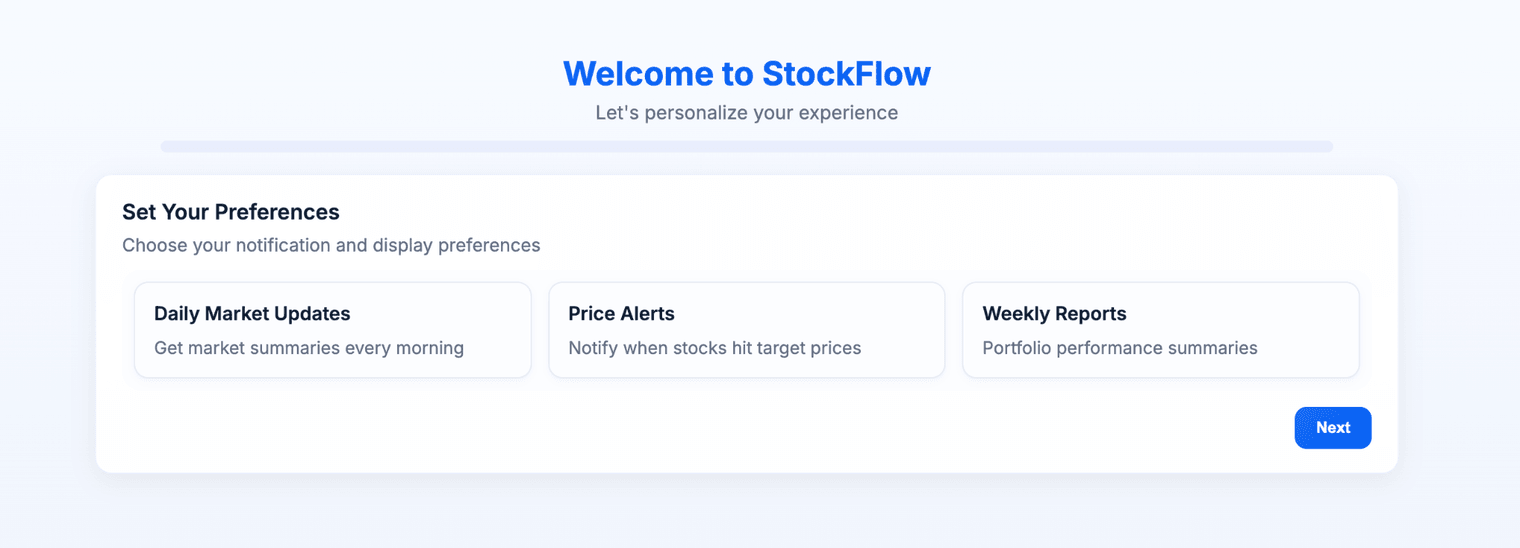 Welcome to StockFlow
Let's personalize your experience
Set Your Preferences
Choose your notification and display preferences
Daily Market Updates
Get market summaries every morning
Price Alerts
Notify when stocks hit target prices
Weekly Reports
Portfolio performance summaries
Next